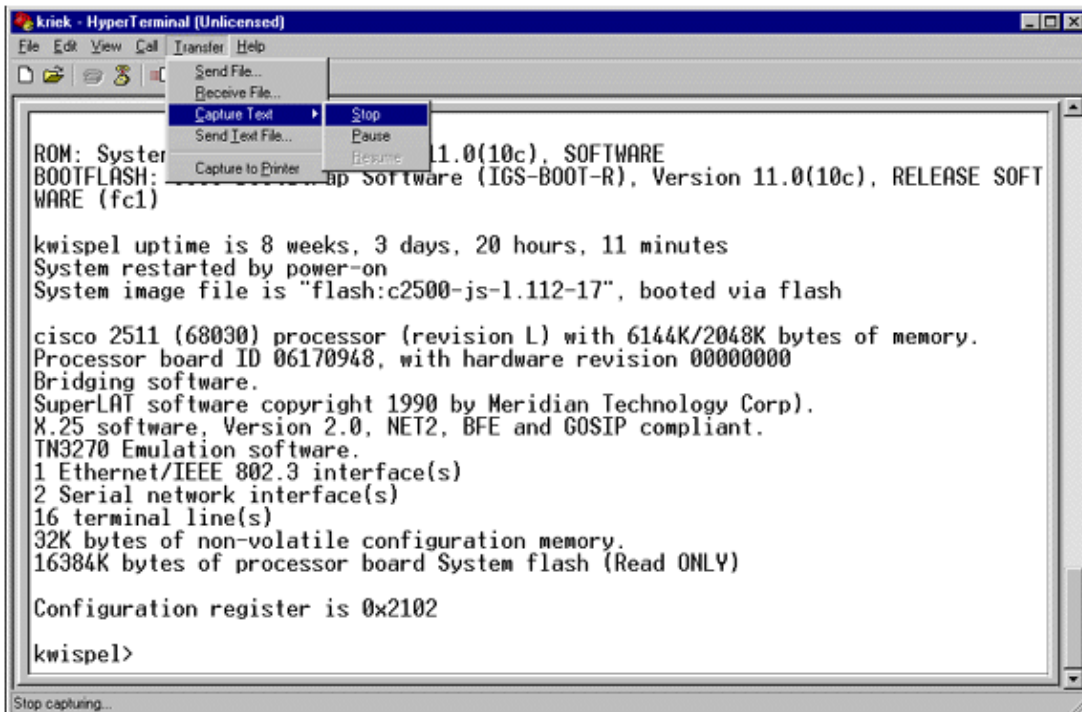 kriek - HyperTerminal (Unlicensed)
File Edit View Call Transfer Help
Send File...
Receive File...
Capture Text
Send Text File...
Capture to Printer
Stop
Pause
Resume
ROM: System 11.0(10c), SOFTWARE
BOOTFLASH: Software (IGS-BOOT-R), Version 11.0(10c), RELEASE SOFT
WARE (fc1)
kwispel uptime is 8 weeks, 3 days, 20 hours, 11 minutes
System restarted by power-on
System image file is "flash:c2500-js-l.112-17", booted via flash
cisco 2511 (68030) processor (revision L) with 6144K/2048K bytes of memory.
Processor board ID 06170948, with hardware revision 00000000
Bridging software.
SuperLAT software copyright 1990 by Meridian Technology Corp).
X.25 software, Version 2.0, NET2, BFE and GOSIP compliant.
TN3270 Emulation software.
1 Ethernet/IEEE 802.3 interface(s)
2 Serial network interface(s)
16 terminal line(s)
32K bytes of non-volatile configuration memory.
16384K bytes of processor board System flash (Read ONLY)
Configuration register is 0x2102
kwispel>
Stop capturing...